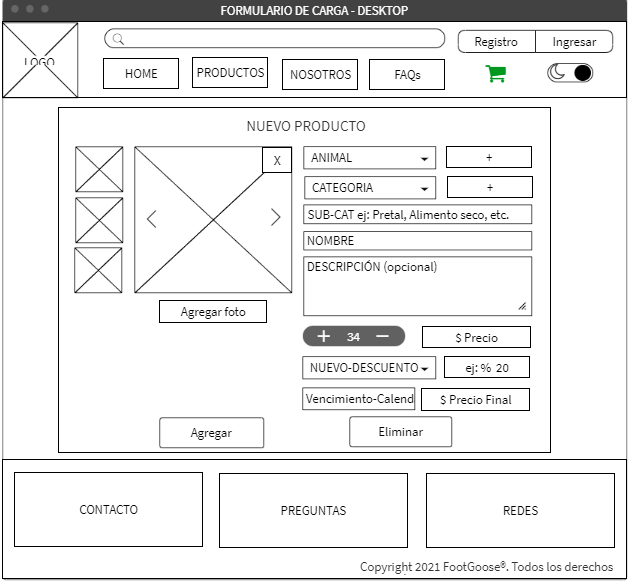 FORMULARIO DE CARGA - DESKTOP
LOGO
Registro
Ingresar
HOME
PRODUCTOS
NOSOTROS
FAQs
NUEVO PRODUCTO
X
ANIMAL
+
CATEGORIA
+
SUB-CAT ej: Pretal, Alimento seco, etc.
NOMBRE
DESCRIPCIÓN (opcional)
Agregar foto
+ 34 −
$ Precio
NUEVO-DESCUENTO
ej: % 20
Vencimiento-Calend
$ Precio Final
Agregar
Eliminar
CONTACTO
PREGUNTAS
REDES
Copyright 2021 FootGoose®. Todos los derechos